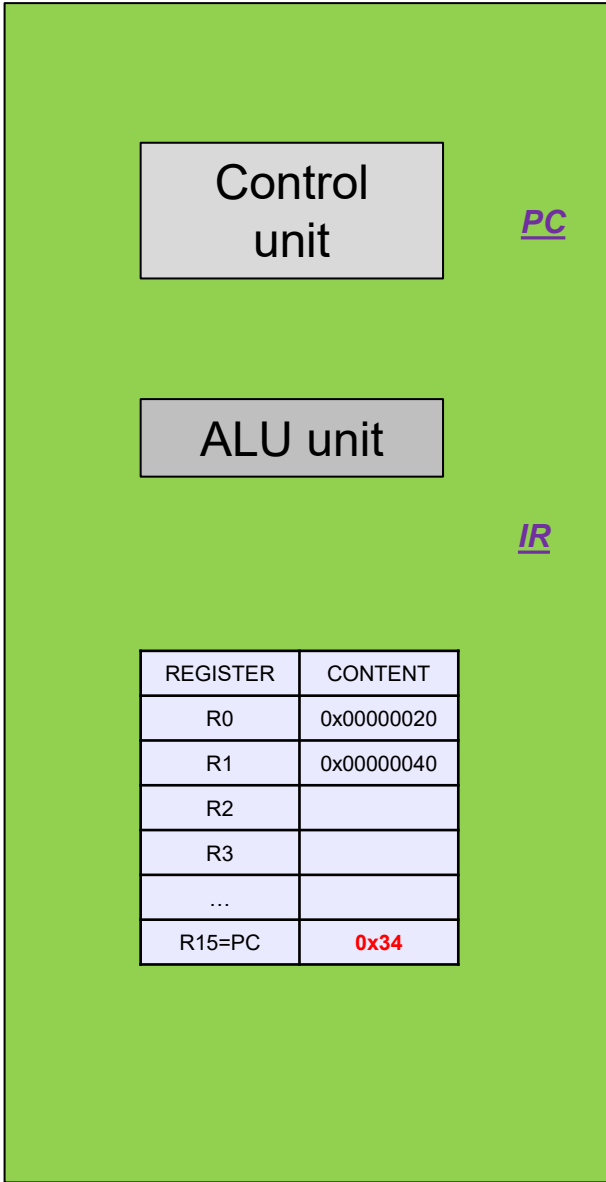 Control
unit
PC
ALU unit
IR
REGISTER CONTENT
R0 0x00000020
R1 0x00000040
R2
R3
…
R15=PC 0x34